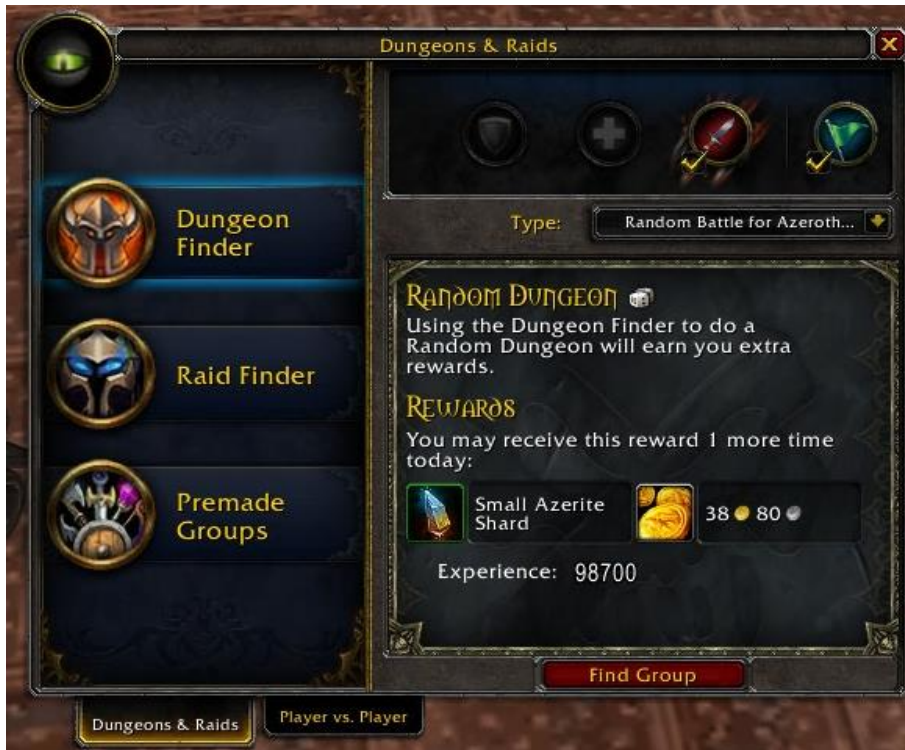 Dungeons & Raids
Dungeon
Finder
Raid Finder
Premade
Groups
Type:
Random Battle for Azeroth...
Random Dungeon
Using the Dungeon Finder to do a
Random Dungeon will earn you extra
rewards.
Rewards
You may receive this reward 1 more time
today:
Small Azerite
Shard
38 80
Experience: 98700
Find Group
Dungeons & Raids
Player vs. Player